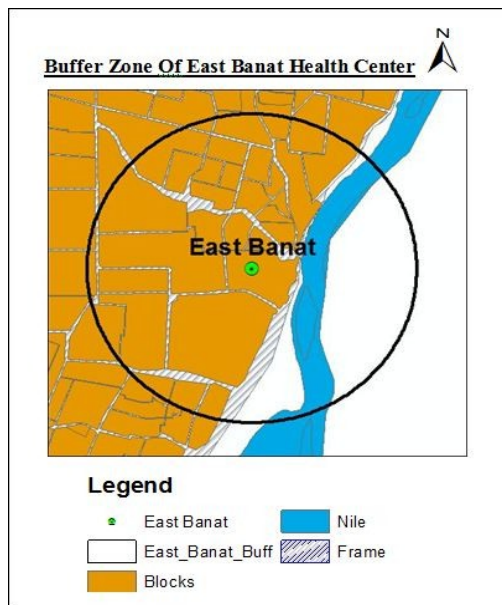 N
Buffer Zone Of East Banat Health Center
East Banat
Legend
East Banat
Nile
East_Banat_Buff
Frame
Blocks